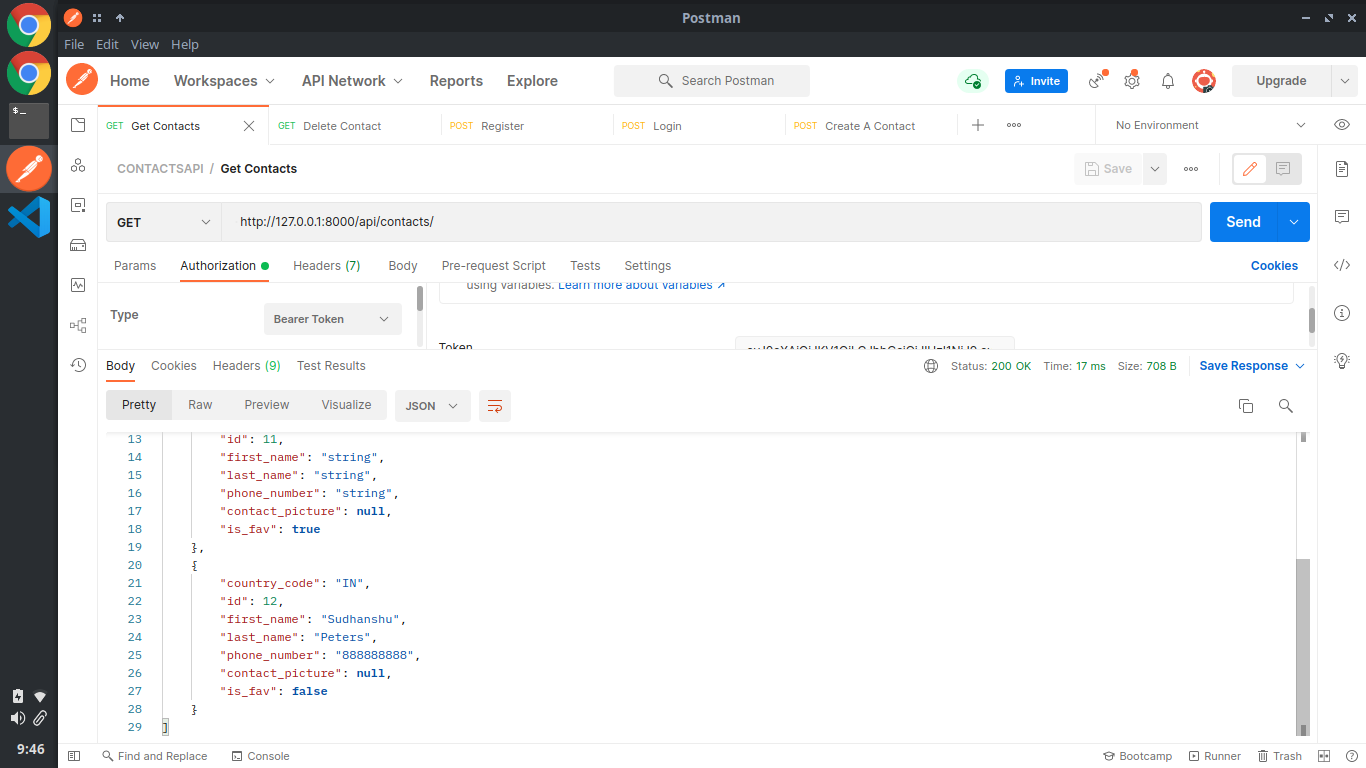 Postman
File Edit View Help
Home Workspaces API Network Reports Explore Search Postman Invite Upgrade
GET Get Contacts GET Delete Contact POST Register POST Login POST Create A Contact No Environment
CONTACTSAPI / Get Contacts Save
GET http://127.0.0.1:8000/api/contacts/ Send
Params Authorization Headers (7) Body Pre-request Script Tests Settings Cookies
using variables. Learn more about variables ↗
Type Bearer Token
Token
Body Cookies Headers (9) Test Results Status: 200 OK Time: 17 ms Size: 708 B Save Response
Pretty Raw Preview Visualize JSON
13 "id": 11,
14 "first_name": "string",
15 "last_name": "string",
16 "phone_number": "string",
17 "contact_picture": null,
18 "is_fav": true
19 },
20 {
21 "country_code": "IN",
22 "id": 12,
23 "first_name": "Sudhanshu",
24 "last_name": "Peters",
25 "phone_number": "888888888",
26 "contact_picture": null,
27 "is_fav": false
28 }
29 ]
9:46
Find and Replace Console Bootcamp Runner Trash